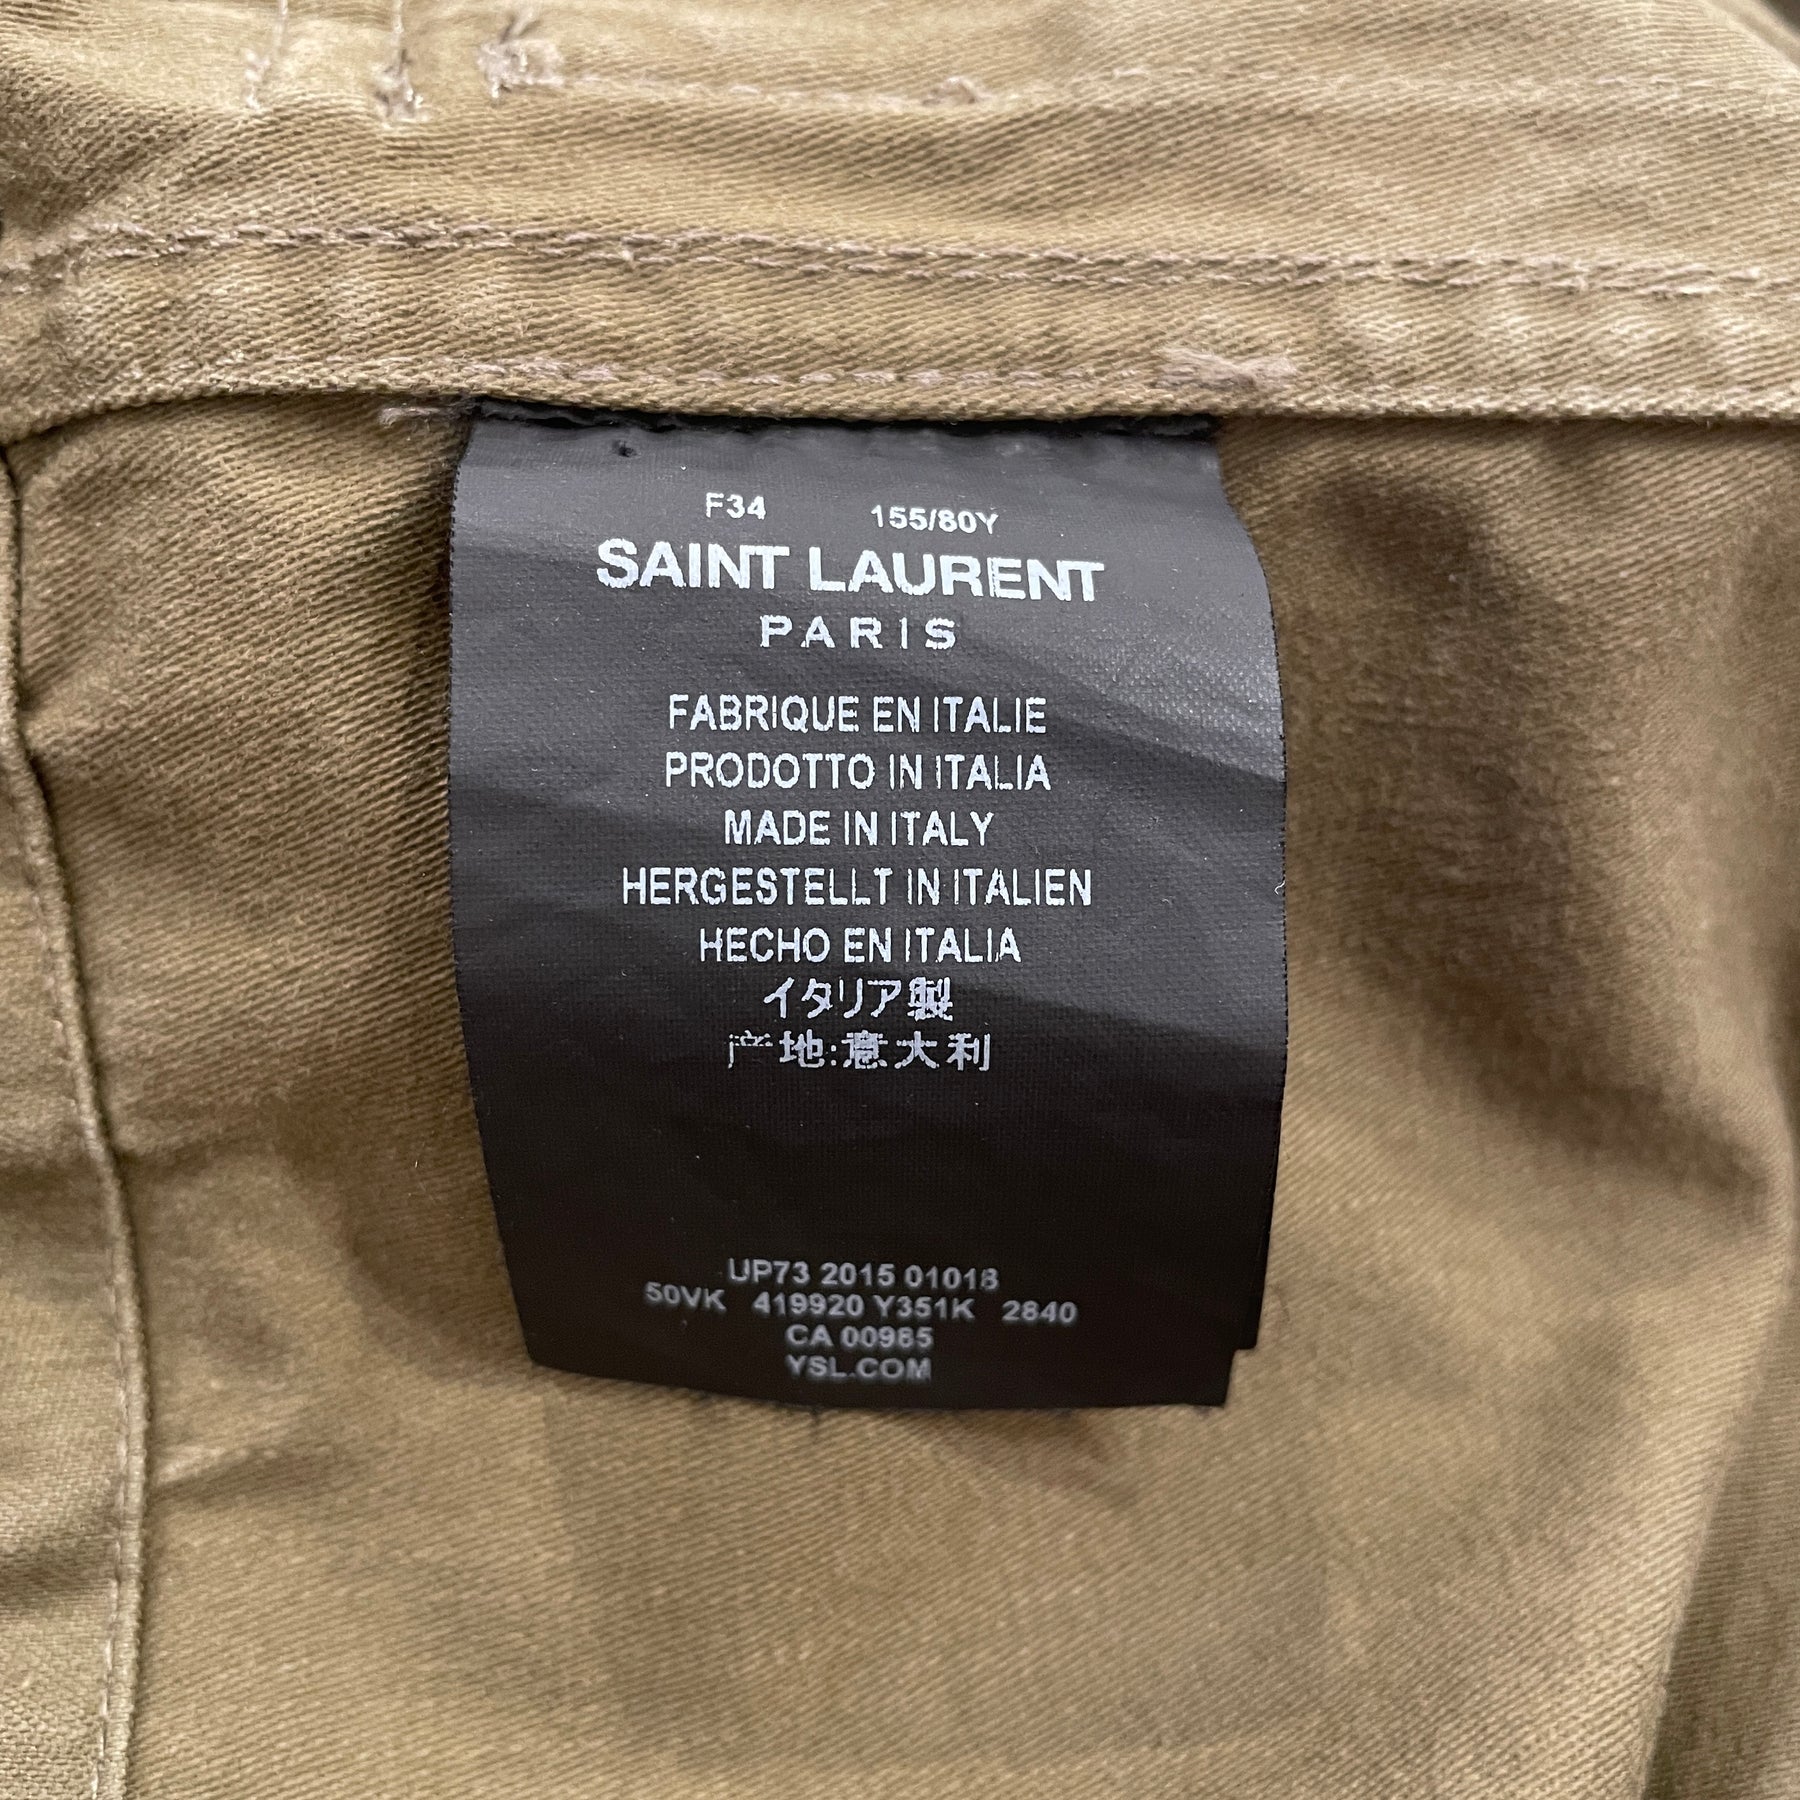 F34 155/80Y
SAINT LAURENT
PARIS
FABRIQUE EN ITALIE
PRODOTTO IN ITALIA
MADE IN ITALY
HERGESTELLT IN ITALIEN
HECHO EN ITALIA
イタリア製
产地:意大利
UP73 2015 01018
50VK 419920 Y351K 2840
CA 00985
YSL.COM